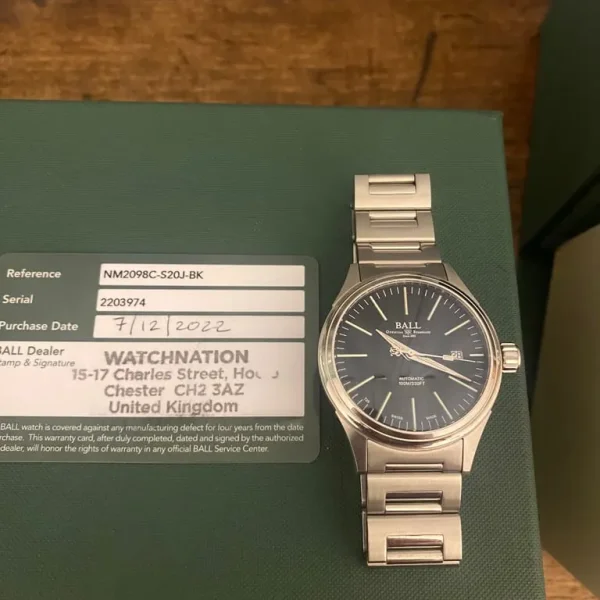 Reference NM2098C-S20J-BK
Serial 2203974
Purchase Date 7/12/2022
BALL Dealer
Stamp & Signature
WATCHNATION
15-17 Charles Street,
Chester CH2 3AZ
United Kingdom
BALL watch is covered against any manufacturing defect for four years from the date
purchase. This warranty card, after duly completed, dated and signed by the authorized
dealer, will honor the rights of warranty in any official BALL Service Center.
BALL
AUTOMATIC
100M/330FT